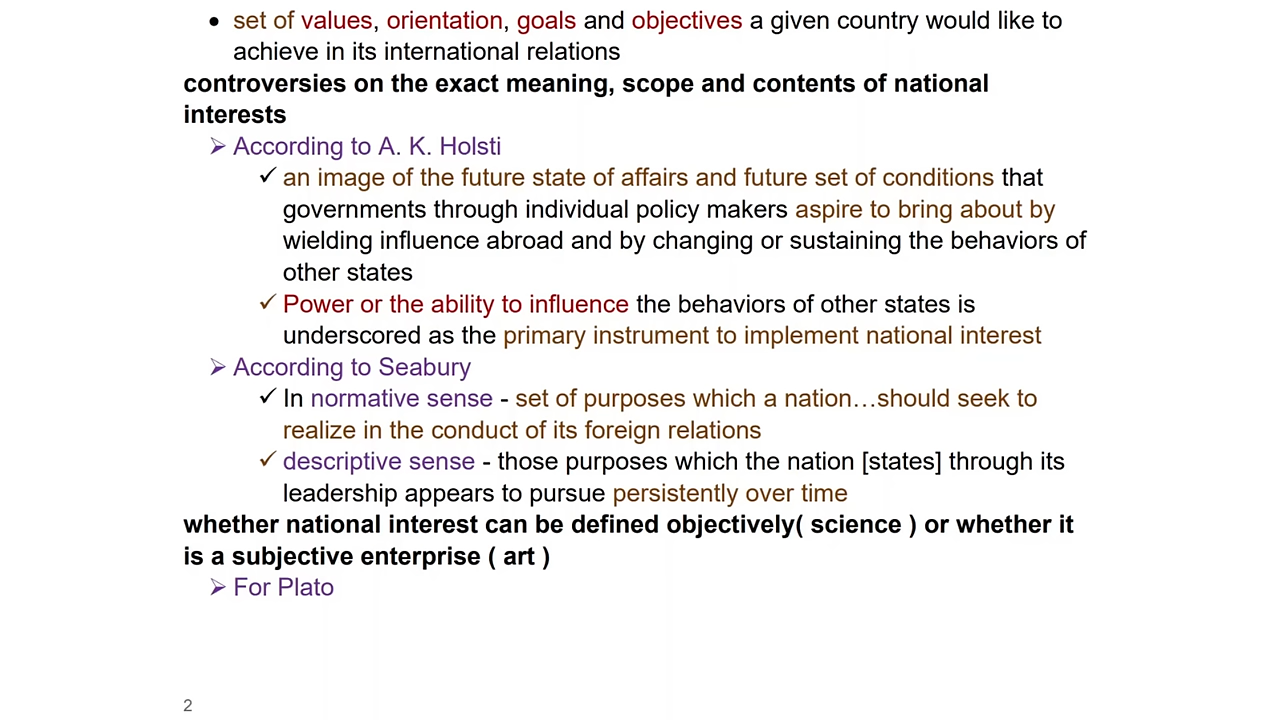 • set of values, orientation, goals and objectives a given country would like to
achieve in its international relations
controversies on the exact meaning, scope and contents of national
interests
➢ According to A. K. Holsti
✓ an image of the future state of affairs and future set of conditions that
governments through individual policy makers aspire to bring about by
wielding influence abroad and by changing or sustaining the behaviors of
other states
✓ Power or the ability to influence the behaviors of other states is
underscored as the primary instrument to implement national interest
➢ According to Seabury
✓ In normative sense - set of purposes which a nation…should seek to
realize in the conduct of its foreign relations
✓ descriptive sense - those purposes which the nation [states] through its
leadership appears to pursue persistently over time
whether national interest can be defined objectively( science ) or whether it
is a subjective enterprise ( art )
➢ For Plato
2